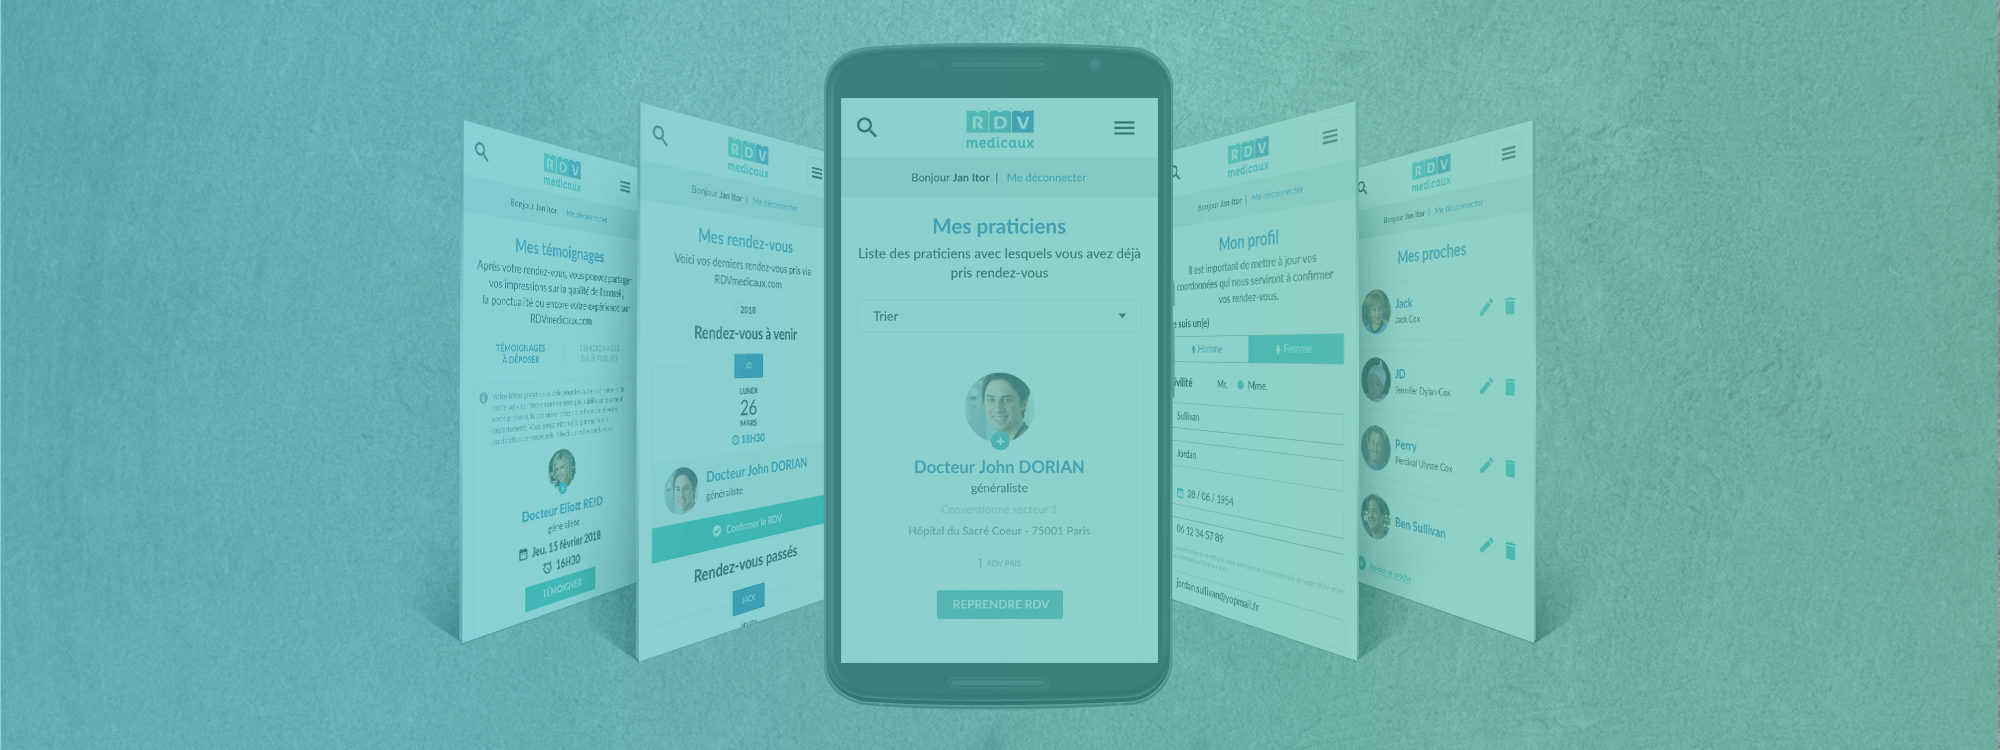 RDV
medicaux
Bonjour Jan Itor
Me déconnecter
Mes témoignages
Après votre rendez-vous, vous pouvez partager
vos impressions sur la qualité de l'accueil,
la ponctualité ou encore votre expérience sur
RDVmedicaux.com
TÉMOIGNAGES
À DÉPOSER
TÉMOIGNAGES
DÉJÀ PUBLIÉS
Docteur Eliott REID
généraliste
Jeu. 15 février 2018
16H30
TÉMOIGNER
RDV
medicaux
Bonjour Jan Itor | Me déconnecter
Mes rendez-vous
Voici vos derniers rendez-vous pris via
RDVmedicaux.com
2018
Rendez-vous à venir
JD
LUNDI
26
MARS
18H30
Docteur John DORIAN
généraliste
Confirmer le RDV
Rendez-vous passés
JACK
RDV
medicaux
Bonjour Jan Itor | Me déconnecter
Mes praticiens
Liste des praticiens avec lesquels vous avez déjà
pris rendez-vous
Trier
Docteur John DORIAN
généraliste
Conventionné secteur 1
Hôpital du Sacré Coeur - 75001 Paris
1 RDV PRIS
REPRENDRE RDV
RDV
medicaux
Bonjour Jan Itor | Me déconnecter
Mon profil
Il est important de mettre à jour vos
coordonnées qui nous serviront à confirmer
vos rendez-vous.
e suis un(e)
Homme
Femme
ivilité
Mr.
Mme.
Sullivan
Jordan
28 / 06 / 1954
06 12 34 57 89
jordan.sullivan@yopmail.fr
RDV
medicaux
Bonjour Jan Itor | Me déconnecter
Mes proches
Jack
Jack Cox
JD
Jennifer Dylan Cox
Perry
Percival Ulysse Cox
Ben Sullivan
Ajouter un proche